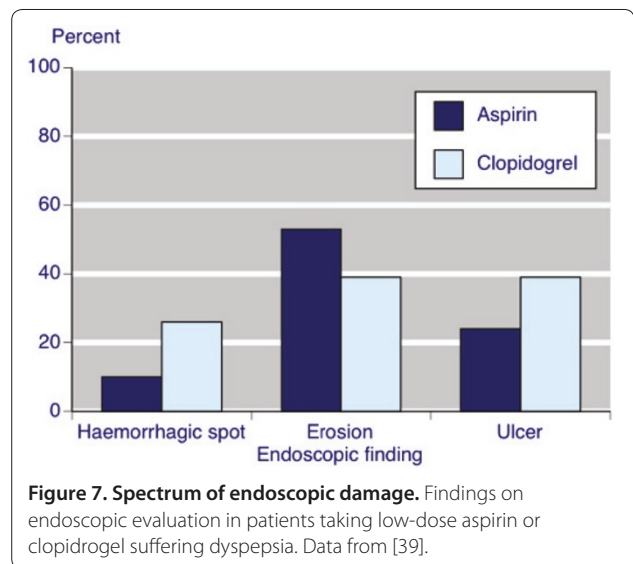 Percent
100
80
60
40
20
0
Aspirin
Clopidogrel
Haemorrhagic spot
Erosion
Ulcer
Endoscopic finding
Figure 7. Spectrum of endoscopic damage. Findings on
endoscopic evaluation in patients taking low-dose aspirin or
clopidrogel suffering dyspepsia. Data from [39].